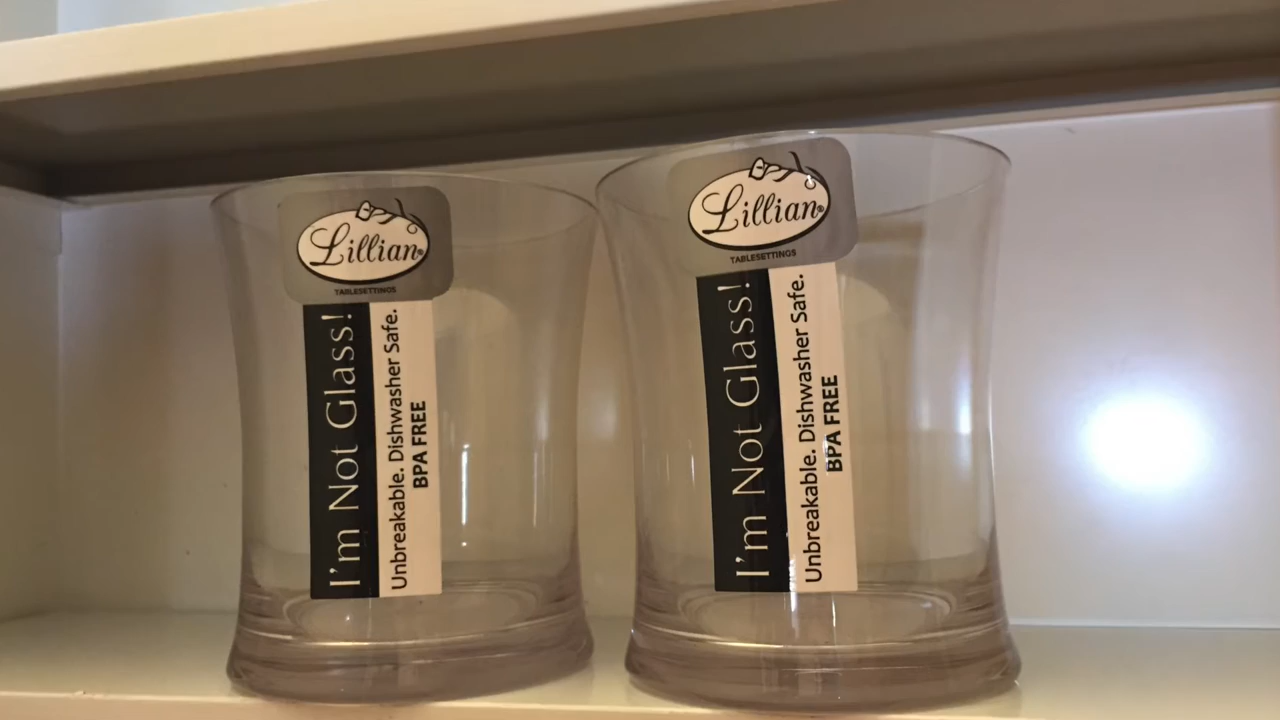 Lillian®
TABLESETTINGS
I'm Not Glass!
Unbreakable. Dishwasher Safe.
BPA FREE
Lillian®
TABLESETTINGS
I'm Not Glass!
Unbreakable. Dishwasher Safe.
BPA FREE